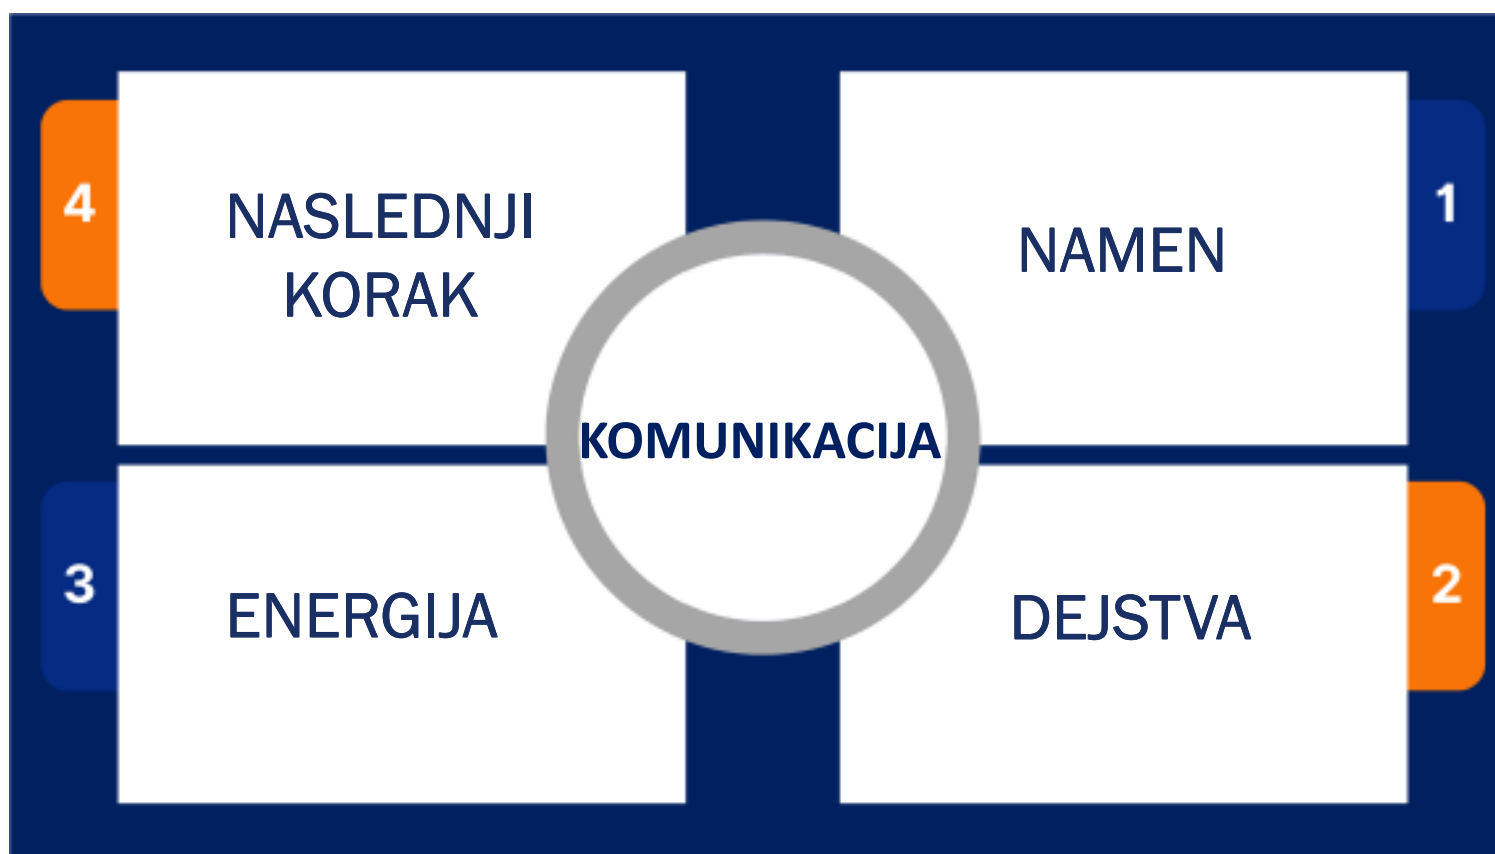 4
NASLEDNJI
KORAK
NAMEN
1
KOMUNIKACIJA
3
ENERGIJA
DEJSTVA
2